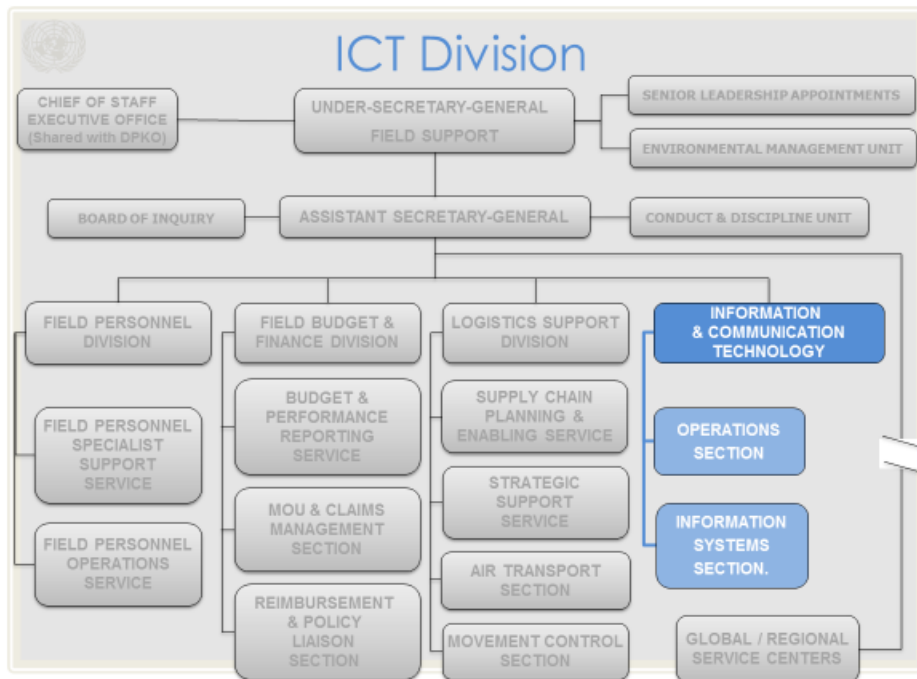 ICT Division
CHIEF OF STAFF
EXECUTIVE OFFICE
(Shared with DPKO)
UNDER-SECRETARY-GENERAL
FIELD SUPPORT
SENIOR LEADERSHIP APPOINTMENTS
ENVIRONMENTAL MANAGEMENT UNIT
BOARD OF INQUIRY
ASSISTANT SECRETARY-GENERAL
CONDUCT & DISCIPLINE UNIT
FIELD PERSONNEL
DIVISION
FIELD PERSONNEL
SPECIALIST
SUPPORT
SERVICE
FIELD PERSONNEL
OPERATIONS
SERVICE
FIELD BUDGET &
FINANCE DIVISION
BUDGET &
PERFORMANCE
REPORTING
SERVICE
MOU & CLAIMS
MANAGEMENT
SECTION
REIMBURSEMENT
& POLICY
LIAISON
SECTION
LOGISTICS SUPPORT
DIVISION
SUPPLY CHAIN
PLANNING &
ENABLING SERVICE
STRATEGIC
SUPPORT
SERVICE
AIR TRANSPORT
SECTION
MOVEMENT CONTROL
SECTION
INFORMATION
& COMMUNICATION
TECHNOLOGY
OPERATIONS
SECTION
INFORMATION
SYSTEMS
SECTION.
GLOBAL / REGIONAL
SERVICE CENTERS